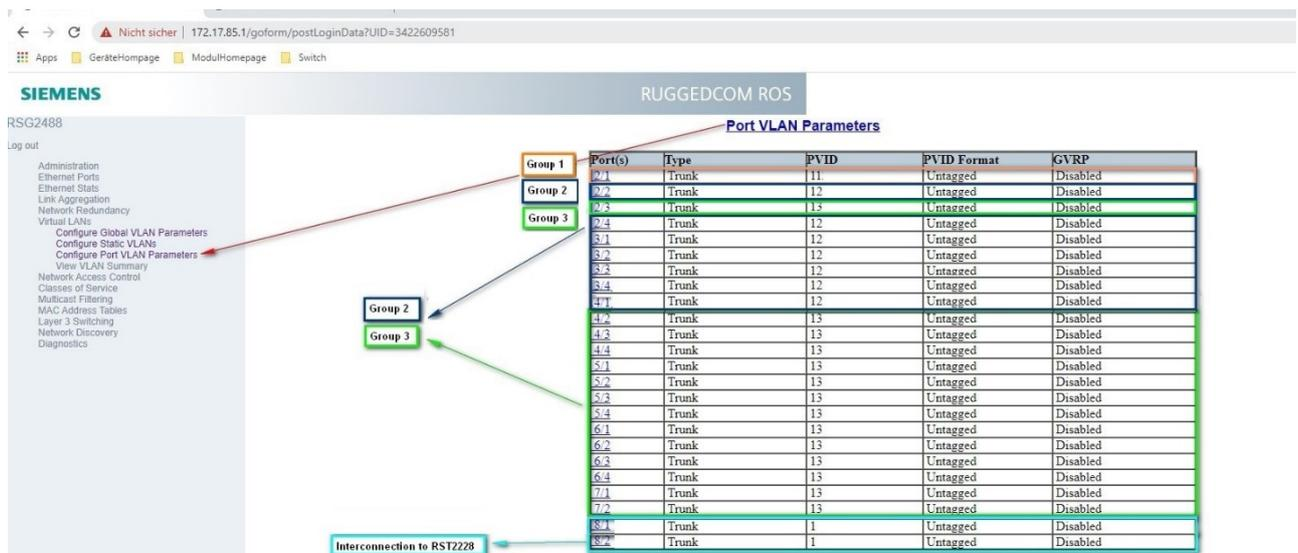 Nicht sicher | 172.17.85.1/goform/postLoginData?UID=3422609581
Apps GeräteHompage ModulHomepage Switch
SIEMENS RUGGEDCOM ROS
RSG2488
Log out
Administration
Ethernet Ports
Ethernet Stats
Link Aggregation
Network Redundancy
Virtual LANs
Configure Global VLAN Parameters
Configure Static VLANs
Configure Port VLAN Parameters
View VLAN Summary
Network Access Control
Classes of Service
Multicast Filtering
MAC Address Tables
Layer 3 Switching
Network Discovery
Diagnostics
Port VLAN Parameters
Group 1
Group 2
Group 3
Group 2
Group 3
Interconnection to RST2228
Port(s) Type PVID PVID Format GVRP
2/1 Trunk 11 Untagged Disabled
2/2 Trunk 12 Untagged Disabled
2/3 Trunk 13 Untagged Disabled
2/4 Trunk 12 Untagged Disabled
3/1 Trunk 12 Untagged Disabled
3/2 Trunk 12 Untagged Disabled
3/3 Trunk 12 Untagged Disabled
3/4 Trunk 12 Untagged Disabled
4/1 Trunk 12 Untagged Disabled
4/2 Trunk 13 Untagged Disabled
4/3 Trunk 13 Untagged Disabled
4/4 Trunk 13 Untagged Disabled
5/1 Trunk 13 Untagged Disabled
5/2 Trunk 13 Untagged Disabled
5/3 Trunk 13 Untagged Disabled
5/4 Trunk 13 Untagged Disabled
6/1 Trunk 13 Untagged Disabled
6/2 Trunk 13 Untagged Disabled
6/3 Trunk 13 Untagged Disabled
6/4 Trunk 13 Untagged Disabled
7/1 Trunk 13 Untagged Disabled
7/2 Trunk 13 Untagged Disabled
8/1 Trunk 1 Untagged Disabled
8/2 Trunk 1 Untagged Disabled